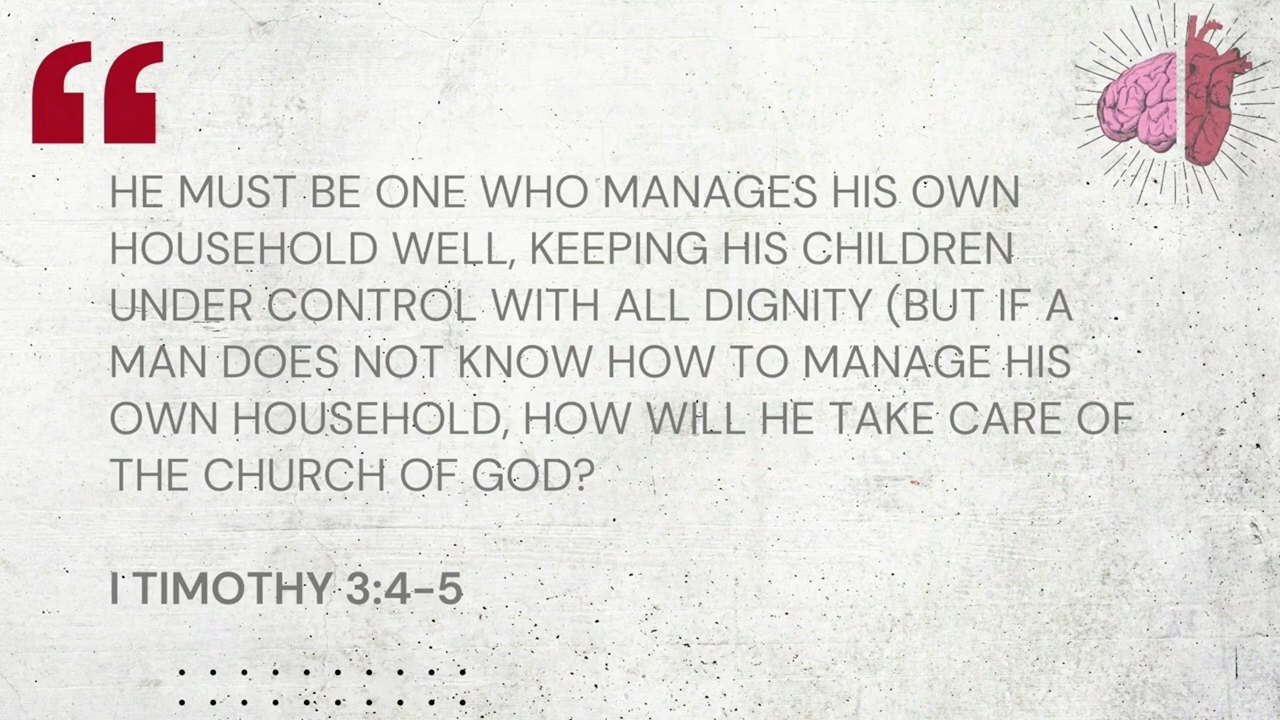 HE MUST BE ONE WHO MANAGES HIS OWN
HOUSEHOLD WELL, KEEPING HIS CHILDREN
UNDER CONTROL WITH ALL DIGNITY (BUT IF A
MAN DOES NOT KNOW HOW TO MANAGE HIS
OWN HOUSEHOLD, HOW WILL HE TAKE CARE OF
THE CHURCH OF GOD?
I TIMOTHY 3:4-5